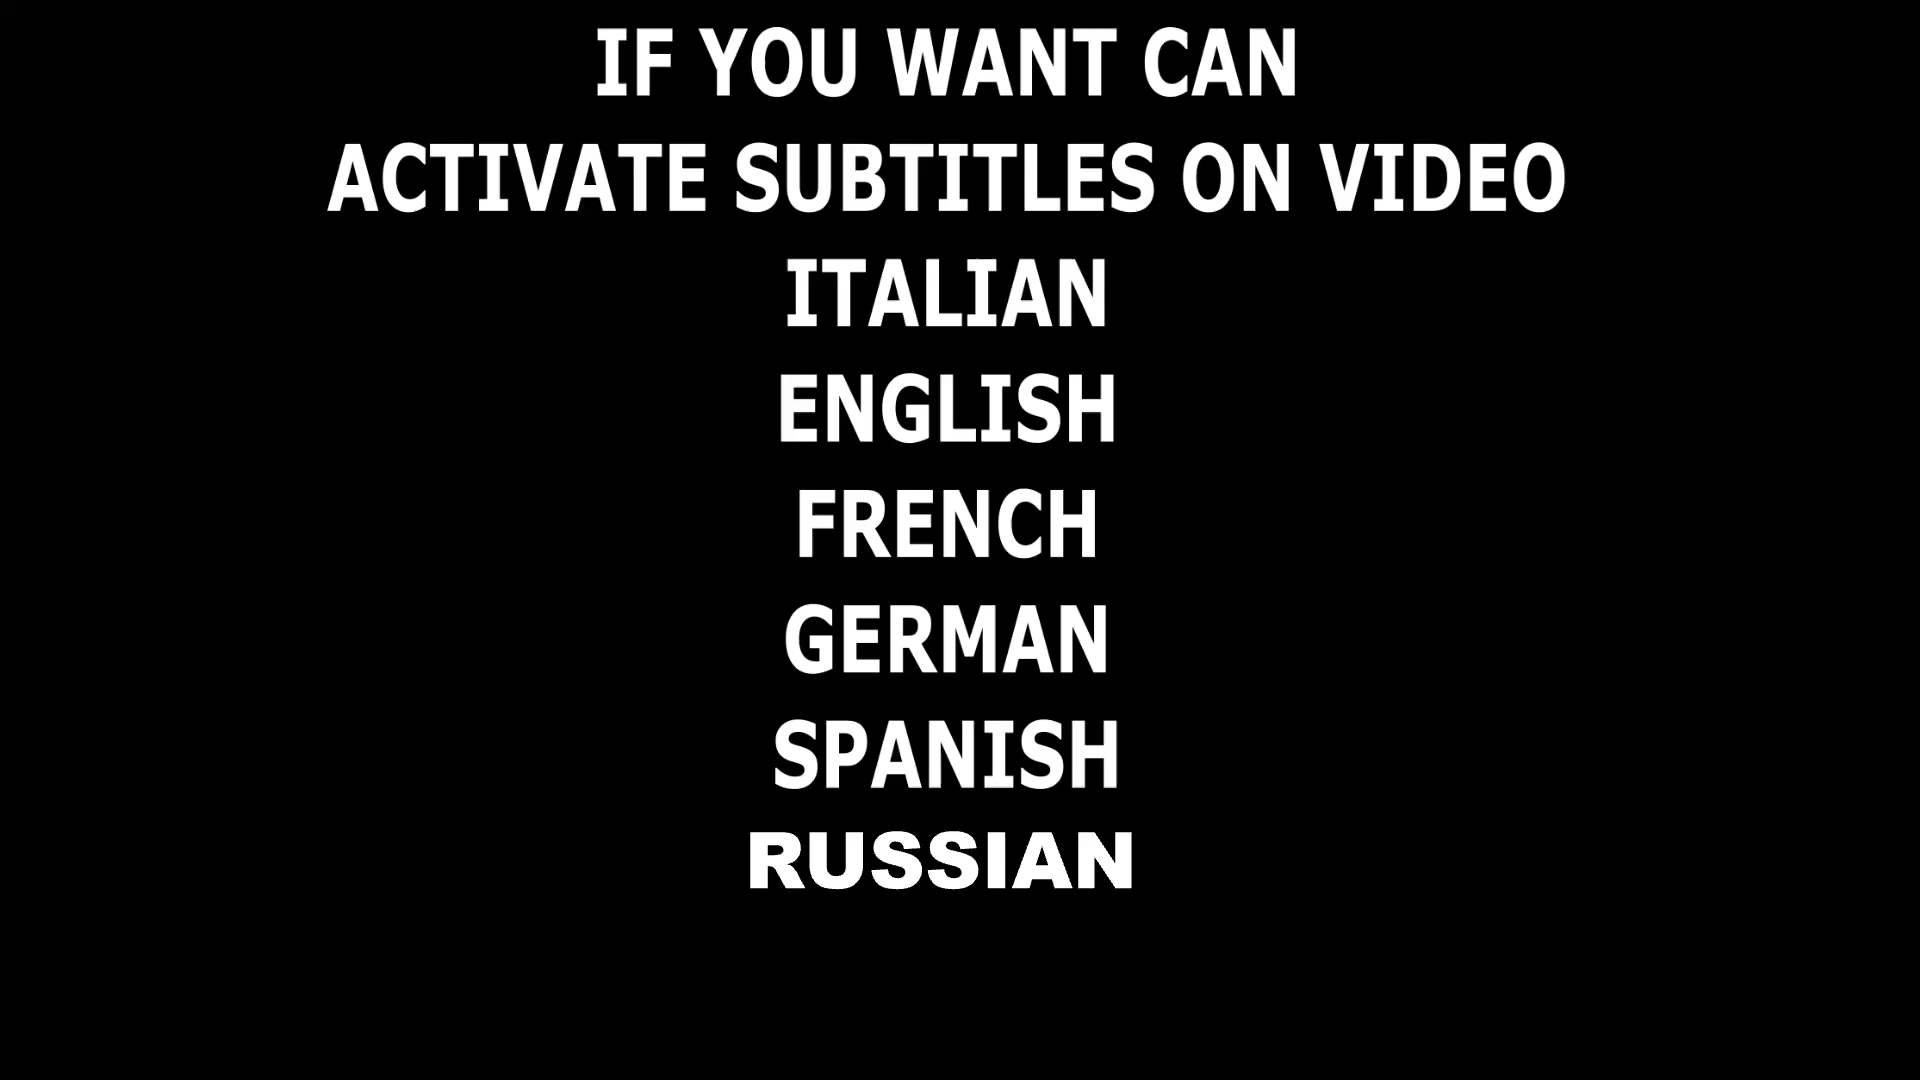 IF YOU WANT CAN
ACTIVATE SUBTITLES ON VIDEO
ITALIAN
ENGLISH
FRENCH
GERMAN
SPANISH
RUSSIAN